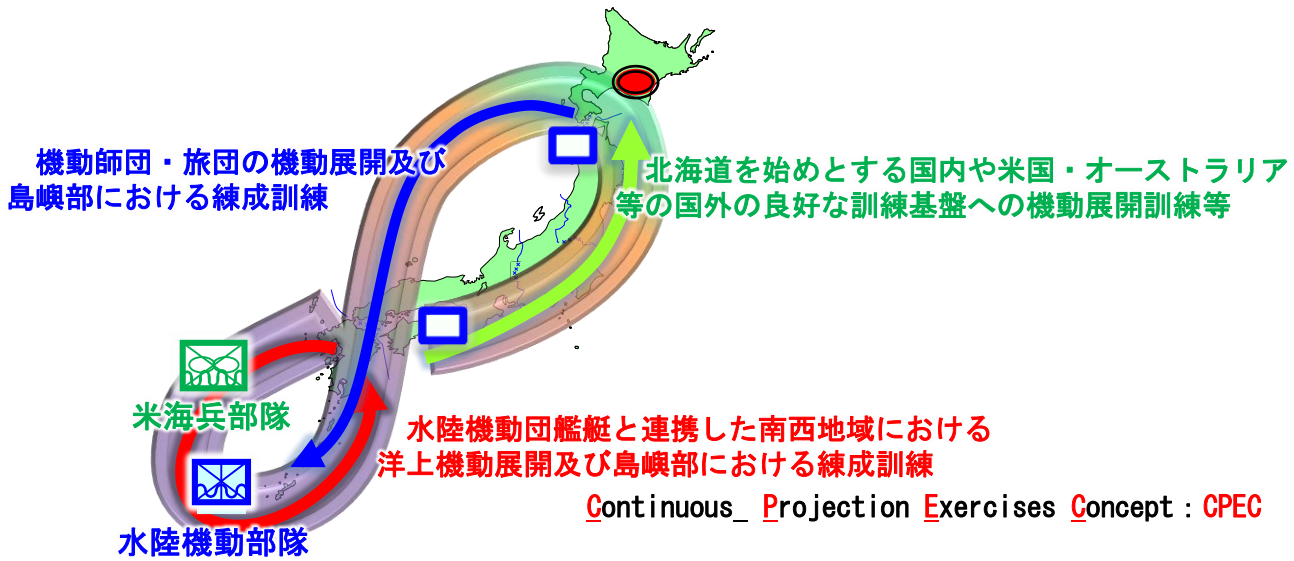 機動師団・旅団の機動展開及び
島嶼部における練成訓練
北海道を始めとする国内や米国・オーストラリア
等の国外の良好な訓練基盤への機動展開訓練等
米海兵部隊
水陸機動団艦艇と連携した南西地域における
洋上機動展開及び島嶼部における練成訓練
Continuous_ Projection Exercises Concept：CPEC
水陸機動部隊